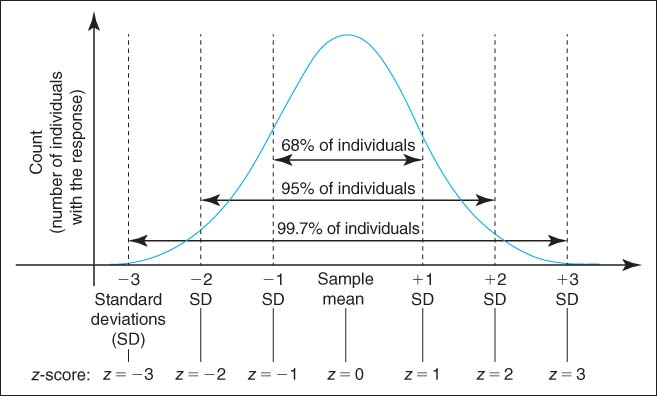 Count
(number of individuals
with the response)
68% of individuals
95% of individuals
99.7% of individuals
−3 −2 −1 Sample +1 +2 +3
Standard SD SD mean SD SD SD
deviations
(SD)
z-score: z = −3 z = −2 z = −1 z = 0 z = 1 z = 2 z = 3